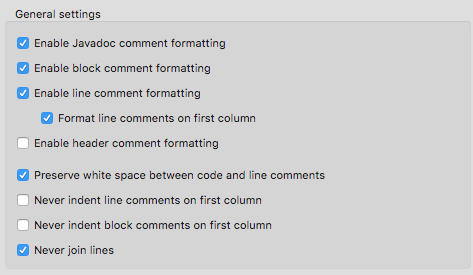 General settings
Enable Javadoc comment formatting
Enable block comment formatting
Enable line comment formatting
Format line comments on first column
Enable header comment formatting
Preserve white space between code and line comments
Never indent line comments on first column
Never indent block comments on first column
Never join lines